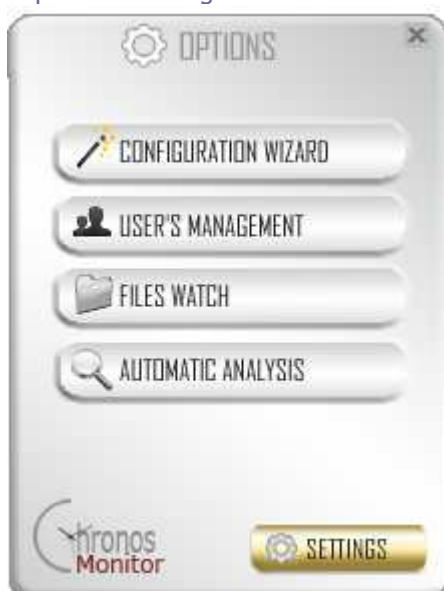 OPTIONS
CONFIGURATION WIZARD
USER'S MANAGEMENT
FILES WATCH
AUTOMATIC ANALYSIS
Chronos
Monitor
SETTINGS